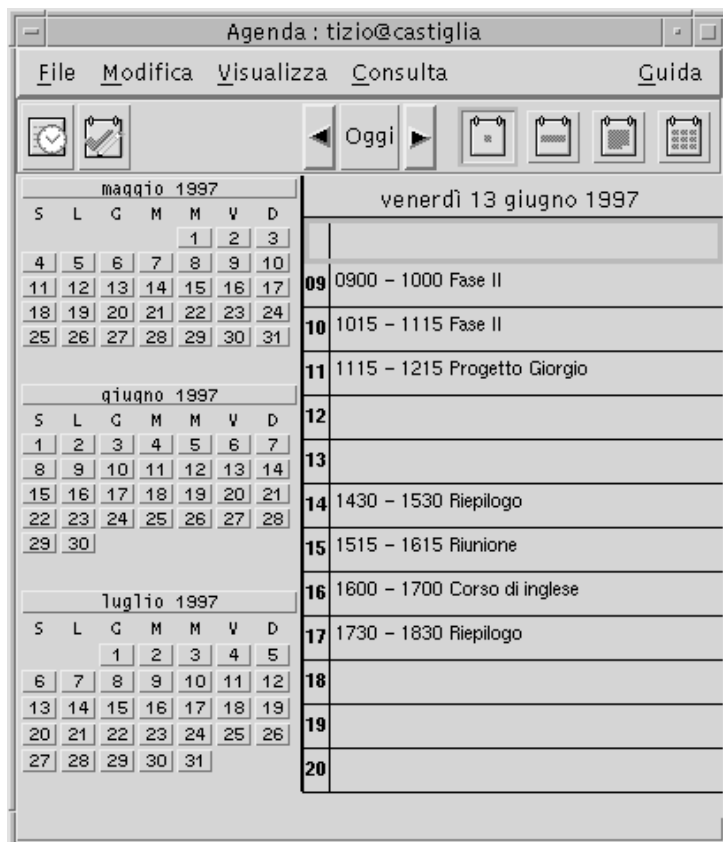 Agenda : tizio@castiglia
File Modifica Visualizza Consulta Guida
Oggi
maggio 1997
S L G M M V D
1 2 3
4 5 6 7 8 9 10
11 12 13 14 15 16 17
18 19 20 21 22 23 24
25 26 27 28 29 30 31
giugno 1997
S L G M M V D
1 2 3 4 5 6 7
8 9 10 11 12 13 14
15 16 17 18 19 20 21
22 23 24 25 26 27 28
29 30
luglio 1997
S L G M M V D
1 2 3 4 5
6 7 8 9 10 11 12
13 14 15 16 17 18 19
20 21 22 23 24 25 26
27 28 29 30 31
venerdì 13 giugno 1997
09 0900 – 1000 Fase II
10 1015 – 1115 Fase II
11 1115 – 1215 Progetto Giorgio
12
13
14 1430 – 1530 Riepilogo
15 1515 – 1615 Riunione
16 1600 – 1700 Corso di inglese
17 1730 – 1830 Riepilogo
18
19
20